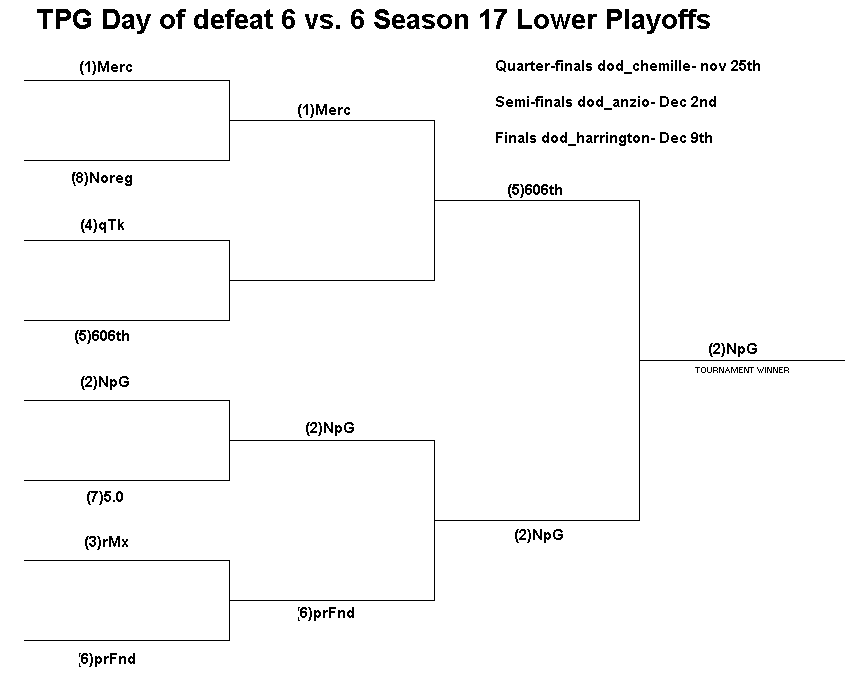 TPG Day of defeat 6 vs. 6 Season 17 Lower Playoffs
(1)Merc
Quarter-finals dod_chemille- nov 25th
Semi-finals dod_anzio- Dec 2nd
(1)Merc
Finals dod_harrington- Dec 9th
(8)Noreg
(5)606th
(4)qTk
(5)606th
(2)NpG
TOURNAMENT WINNER
(2)NpG
(2)NpG
(7)5.0
(2)NpG
(3)rMx
(6)prFnd
(6)prFnd